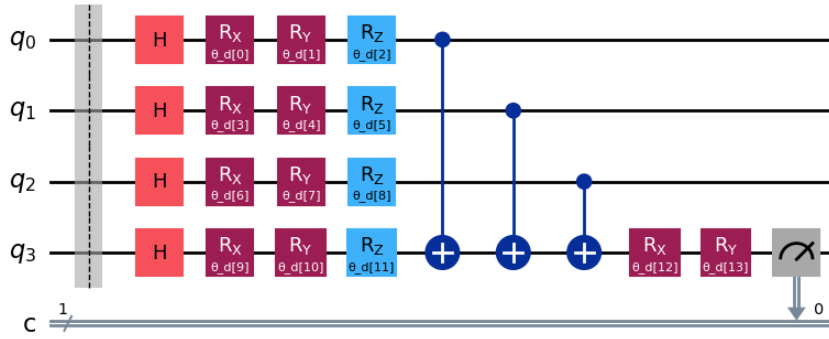 q0 H RX θ_d[0] RY θ_d[1] RZ θ_d[2]
q1 H RX θ_d[3] RY θ_d[4] RZ θ_d[5]
q2 H RX θ_d[6] RY θ_d[7] RZ θ_d[8]
q3 H RX θ_d[9] RY θ_d[10] RZ θ_d[11] RX θ_d[12] RY θ_d[13]
c 1 0